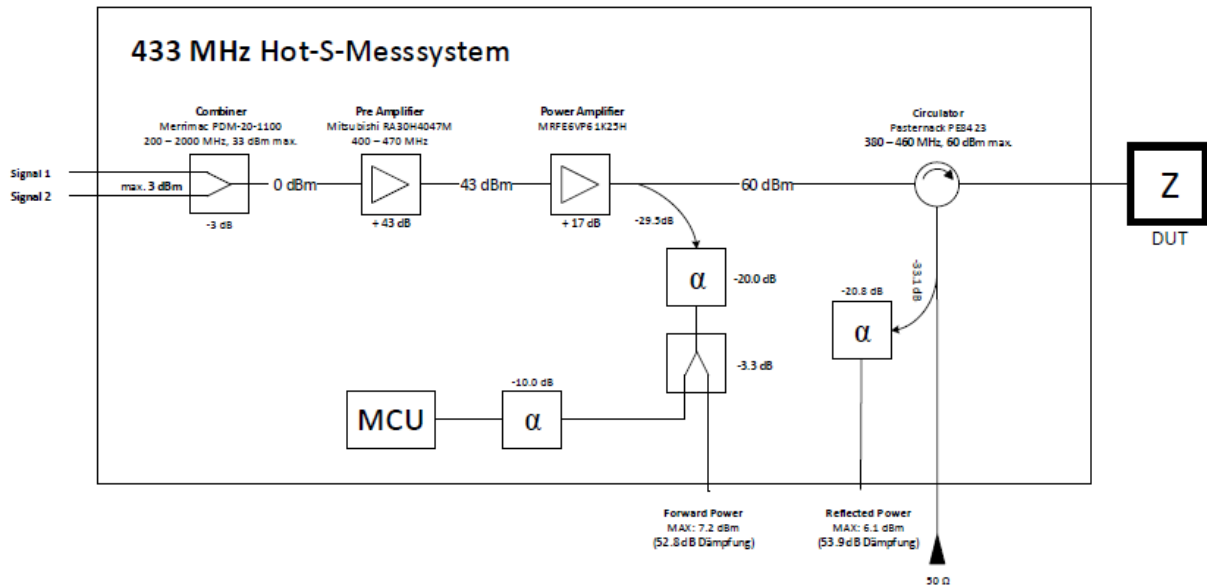 433 MHz Hot-S-Messsystem
Combiner
Merrimac PDM-20-1100
200 – 2000 MHz, 33 dBm max.
Pre Amplifier
Mitsubishi RA30H4047M
400 – 470 MHz
Power Amplifier
MRFE6VP61K25H
Circulator
Pasternack PE8423
380 – 460 MHz, 60 dBm max.
Signal 1
Signal 2
max. 3 dBm
0 dBm
43 dBm
60 dBm
-3 dB
+43 dB
+17 dB
-29.5dB
Z
DUT
α
-20.0 dB
-33.1 dB
-20.8 dB
α
-3.3 dB
-10.0 dB
MCU
α
Forward Power
MAX: 7.2 dBm
(52.8dB Dämpfung)
Reflected Power
MAX: 6.1 dBm
(53.9dB Dämpfung)
50 Ω